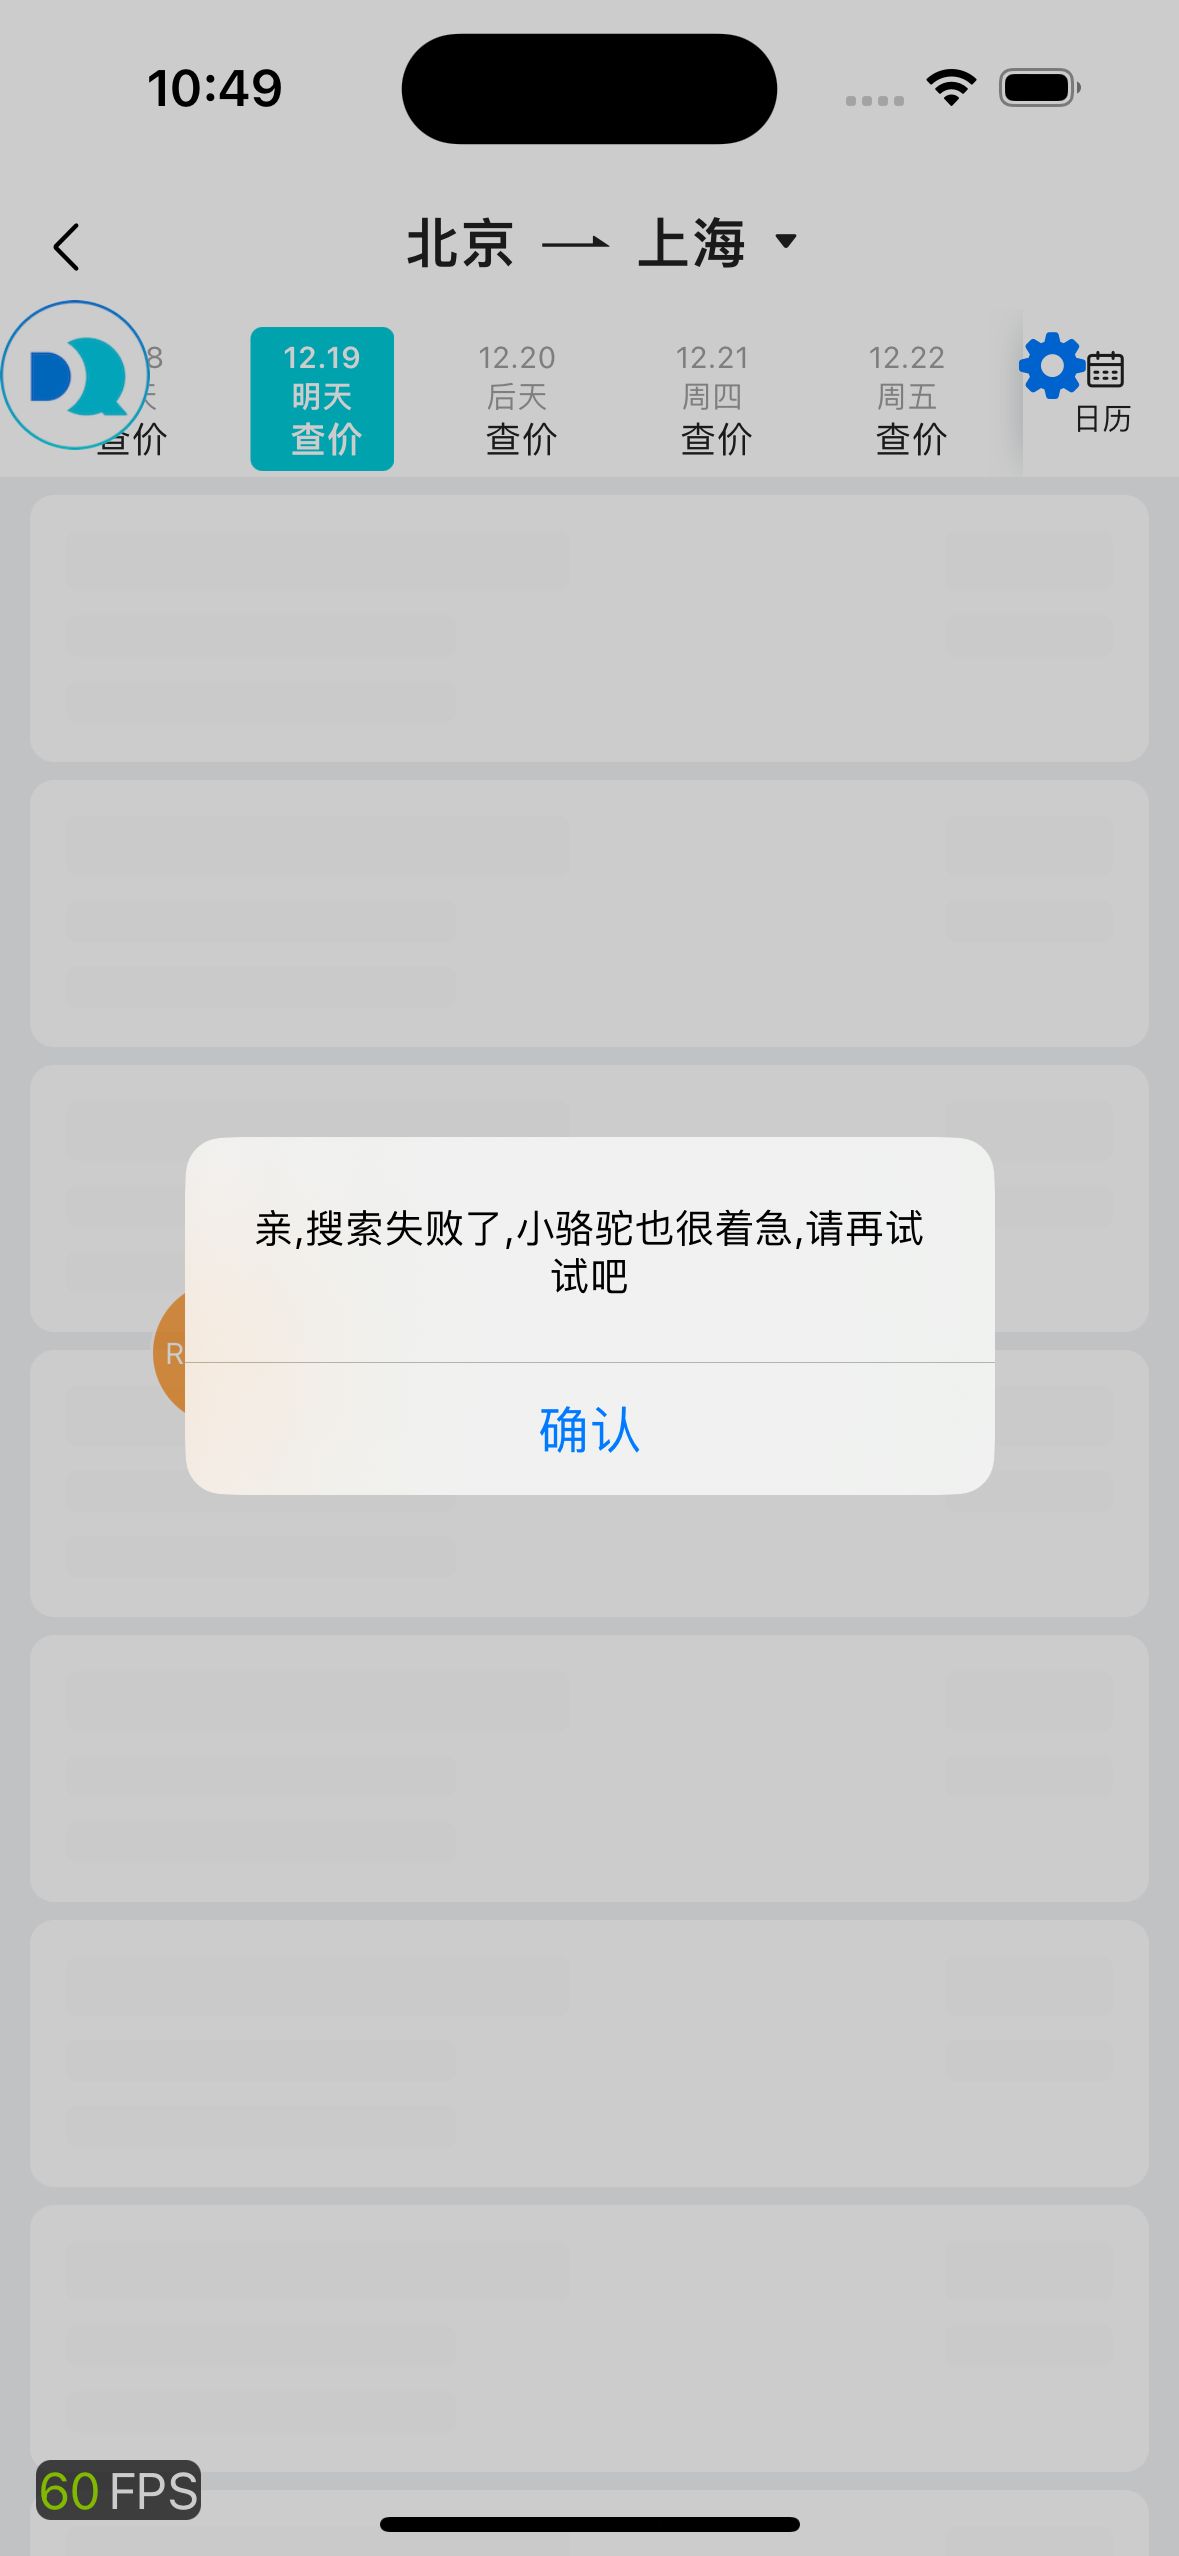 10:49
北京 上海
8 12.19 12.20 12.21 12.22
天 明天 后天 周四 周五
查价 查价 查价 查价 查价
日历
亲,搜索失败了,小骆驼也很着急,请再试
试吧
R
确认
60 FPS